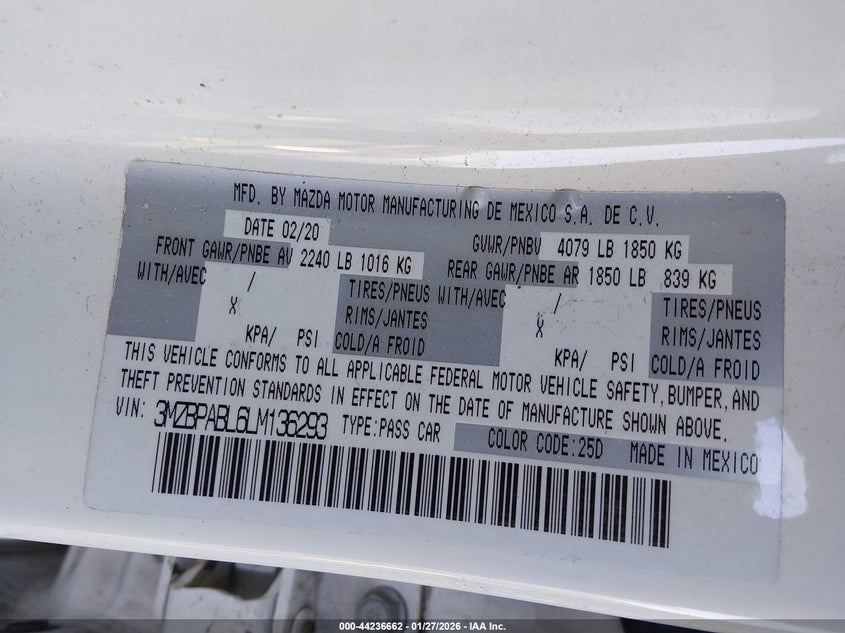 MFD. BY MAZDA MOTOR MANUFACTURING DE MEXICO S.A. DE C.V.
DATE 02/20 GVWR/PNBV 4079 LB 1850 KG
FRONT GAWR/PNBE AV 2240 LB 1016 KG REAR GAWR/PNBE AR 1850 LB 839 KG
WITH/AVEC / TIRES/PNEUS WITH/AVEC / TIRES/PNEUS
X RIMS/JANTES X RIMS/JANTES
KPA/ PSI COLD/A FROID KPA/ PSI COLD/A FROID
THIS VEHICLE CONFORMS TO ALL APPLICABLE FEDERAL MOTOR VEHICLE SAFETY, BUMPER, AND
THEFT PREVENTION STANDARDS IN EFFECT ON THE DATE OF MANUFACTURE SHOWN ABOVE.
VIN: 3MZBPABL6LM136293 TYPE:PASS CAR COLOR CODE:25D MADE IN MEXICO
000-44236662 - 01/27/2026 - IAA Inc.